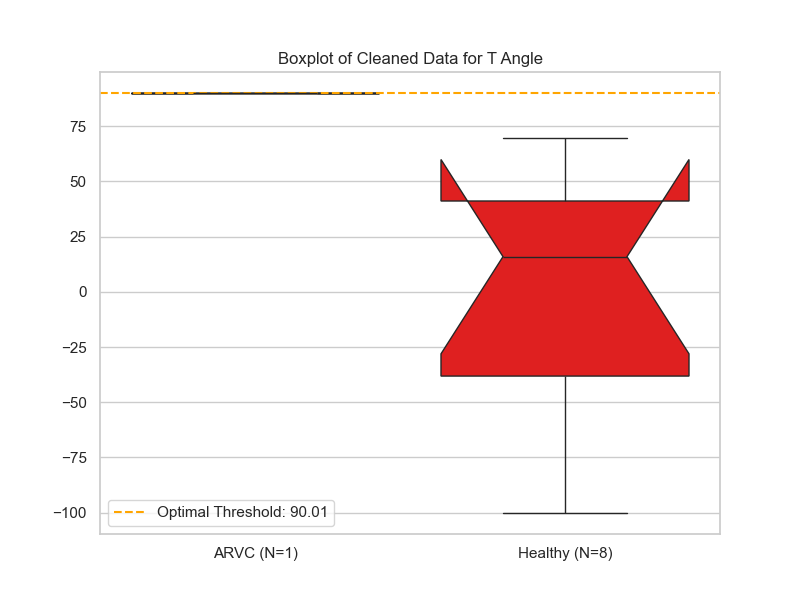 Boxplot of Cleaned Data for T Angle
75
50
25
0
−25
−50
−75
−100
Optimal Threshold: 90.01
ARVC (N=1)
Healthy (N=8)